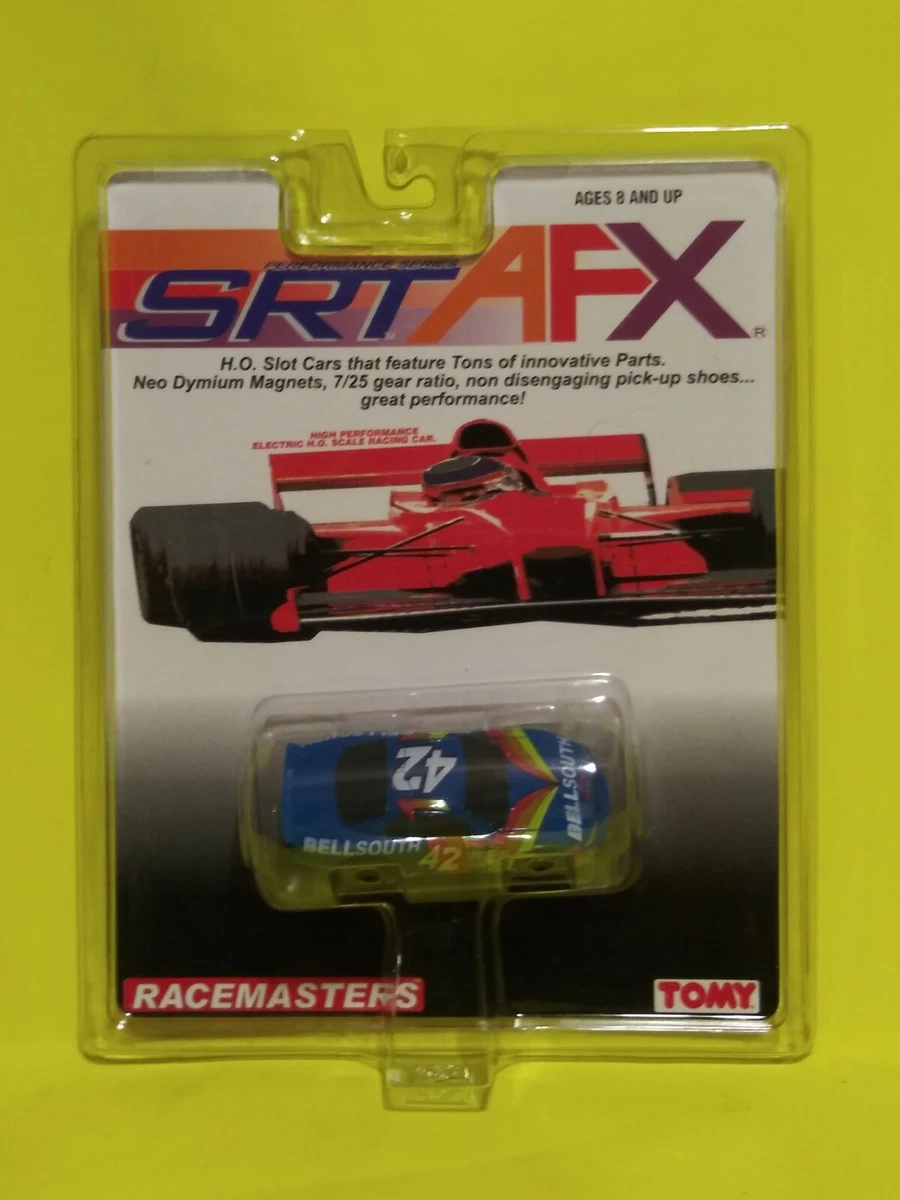 AGES 8 AND UP
PERFORMANCE SERIES
SRT AFX®
H.O. Slot Cars that feature Tons of innovative Parts.
Neo Dymium Magnets, 7/25 gear ratio, non disengaging pick-up shoes...
great performance!
HIGH PERFORMANCE
ELECTRIC H.O. SCALE RACING CAR.
42
BELLSOUTH
BELLSOUTH
42
RACEMASTERS
TOMY